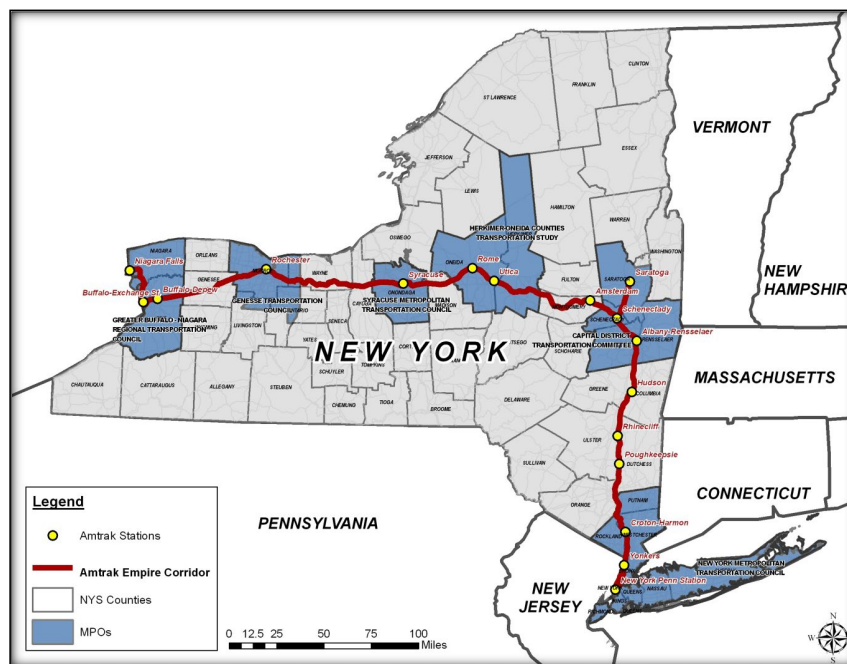 CLINTON
FRANKLIN
ST LAWRENCE
VERMONT
ESSEX
JEFFERSON
LEWIS
HAMILTON
HERKIMER-ONEIDA COUNTIES
TRANSPORTATION STUDY
WARREN
WASHINGTON
OSWEGO
ONEIDA
NIAGARA
ORLEANS
Niagara Falls
Rochester
WAYNE
Rome
Saratoga
SARATOGA
NEW
HAMPSHIRE
GENESEE
Syracuse
ONONDAGA
MADISON
Utica
FULTON
Amsterdam
Buffalo-Exchange St.
Buffalo-Depew
GENESSE TRANSPORTATION
COUNCIL
CAYUGA
SYRACUSE METROPOLITAN
TRANSPORTATION COUNCIL
Schenectady
GREATER BUFFALO - NIAGARA
REGIONAL TRANSPORTATION
COUNCIL
LIVINGSTON
SENECA
YATES
Albany-Rensselaer
RENSSELAER
CAPITAL DISTRICT
TRANSPORTATION COMMITTEE
SCHOHARIE
OTSEGO
NEW YORK
MASSACHUSETTS
SCHUYLER
CHAUTAUQUA
CATTARAUGUS
ALLEGANY
STEUBEN
CHEMUNG
TIOGA
BROOME
DELAWARE
GREENE
Hudson
COLUMBIA
ULSTER
Rhinecliff
Poughkeepsie
DUTCHESS
SULLIVAN
ORANGE
PUTNAM
CONNECTICUT
Croton-Harmon
ROCKLAND
Yonkers
NEW YORK METROPOLITAN
TRANSPORTATION COUNCIL
New York Penn Station
NEW
JERSEY
QUEENS
NASSAU
PENNSYLVANIA
Legend
Amtrak Stations
Amtrak Empire Corridor
NYS Counties
MPOs
0 12.5 25 50 75 100
Miles
N
W E
S